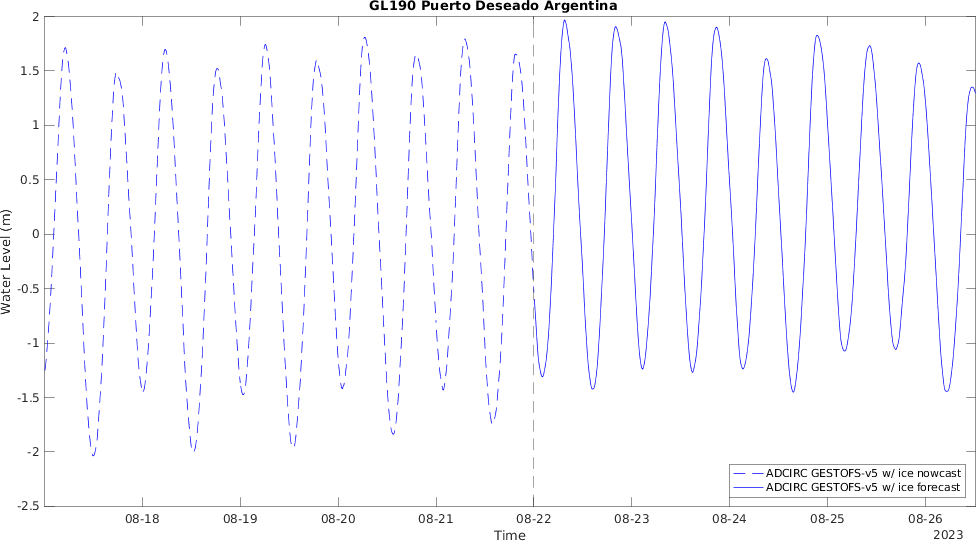 GL190 Puerto Deseado Argentina
2
1.5
1
0.5
0
-0.5
-1
-1.5
-2
-2.5
Water Level (m)
ADCIRC GESTOFS-v5 w/ ice nowcast
ADCIRC GESTOFS-v5 w/ ice forecast
08-18 08-19 08-20 08-21 08-22 08-23 08-24 08-25 08-26
Time
2023